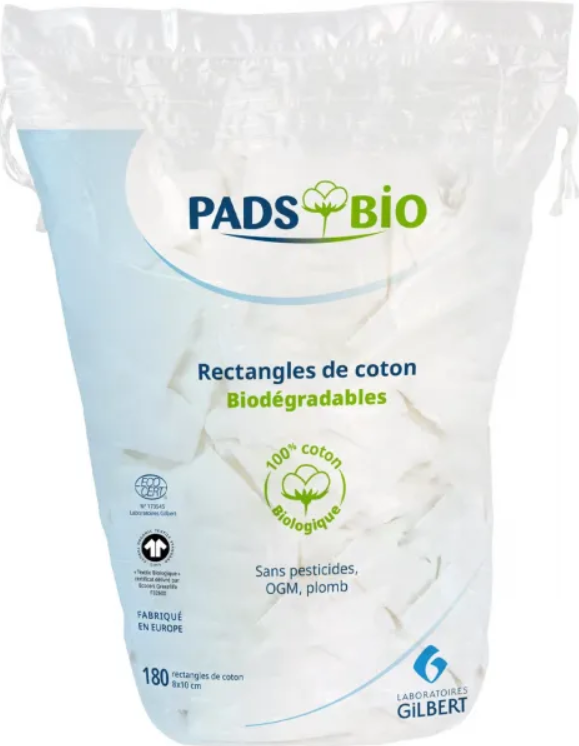 PADS BiO
Rectangles de coton
Biodégradables
100% coton
Biologique
ECO
CERT
Laboratoires Gilbert
Sans pesticides,
OGM, plomb
FABRIQUÉ
EN EUROPE
180 rectangles de coton
8x10 cm
LABORATOIRES
GiLBERT